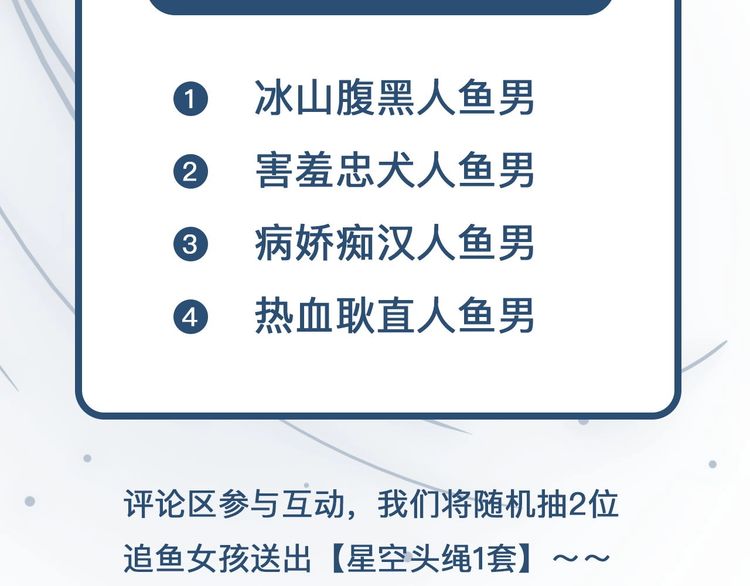 1 冰山腹黑人鱼男
2 害羞忠犬人鱼男
3 病娇痴汉人鱼男
4 热血耿直人鱼男
评论区参与互动，我们将随机抽2位
追鱼女孩送出【星空头绳1套】～～